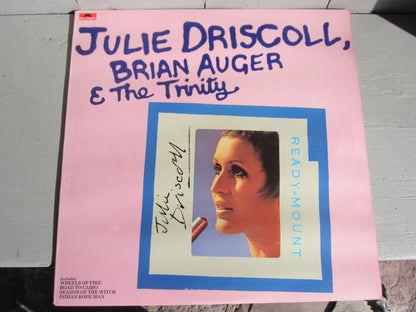 JULIE DRISCOLL,
BRIAN AUGER
& The Trinity
Julie
Driscoll
READY-MOUNT
Includes
WHEELS OF FIRE
ROAD TO CAIRO
SEASON OF THE WITCH
INDIAN ROPE MAN